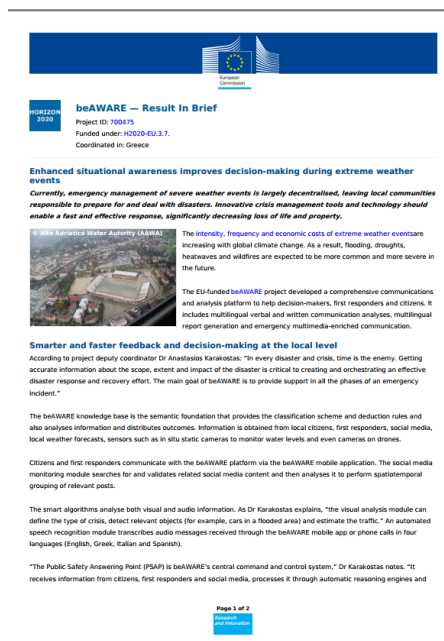 European
Commission
HORIZON
2020
beAWARE — Result In Brief
Project ID: 700475
Funded under: H2020-EU.3.7.
Coordinated in: Greece
Enhanced situational awareness improves decision-making during extreme weather
events
Currently, emergency management of severe weather events is largely decentralised, leaving local communities
responsible to prepare for and deal with disasters. Innovative crisis management tools and technology should
enable a fast and effective response, significantly decreasing loss of life and property.
© Alto Adriatico Water Autority (AAWA)
The intensity, frequency and economic costs of extreme weather eventsare
increasing with global climate change. As a result, flooding, droughts,
heatwaves and wildfires are expected to be more common and more severe in
the future.
The EU-funded beAWARE project developed a comprehensive communications
and analysis platform to help decision-makers, first responders and citizens. It
includes multilingual verbal and written communication analyses, multilingual
report generation and emergency multimedia-enriched communication.
Smarter and faster feedback and decision-making at the local level
According to project deputy coordinator Dr Anastasios Karakostas: “In every disaster and crisis, time is the enemy. Getting
accurate information about the scope, extent and impact of the disaster is critical to creating and orchestrating an effective
disaster response and recovery effort. The main goal of beAWARE is to provide support in all the phases of an emergency
incident.”
The beAWARE knowledge base is the semantic foundation that provides the classification scheme and deduction rules and
also analyses information and distributes outcomes. Information is obtained from local citizens, first responders, social media,
local weather forecasts, sensors such as in situ static cameras to monitor water levels and even cameras on drones.
Citizens and first responders communicate with the beAWARE platform via the beAWARE mobile application. The social media
monitoring module searches for and validates related social media content and then analyses it to perform spatiotemporal
grouping of relevant posts.
The smart algorithms analyse both visual and audio information. As Dr Karakostas explains, “the visual analysis module can
define the type of crisis, detect relevant objects (for example, cars in a flooded area) and estimate the traffic.” An automated
speech recognition module transcribes audio messages received through the beAWARE mobile app or phone calls in four
languages (English, Greek, Italian and Spanish).
“The Public Safety Answering Point (PSAP) is beAWARE’s central command and control system,” Dr Karakostas notes. “It
receives information from citizens, first responders and social media, processes it through automatic reasoning engines and
Page 1 of 2
Research
and Innovation